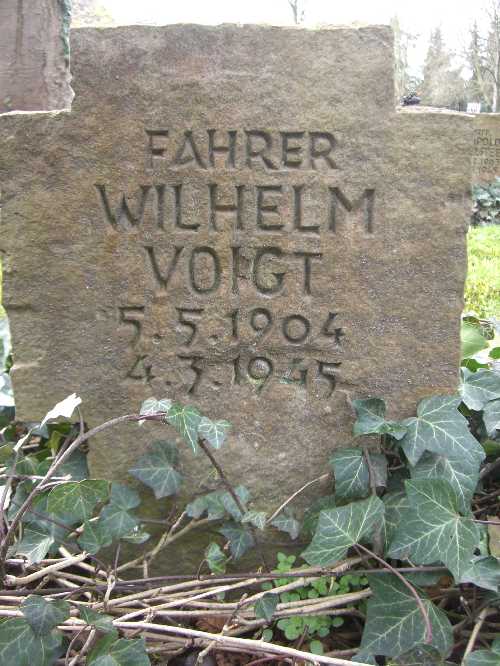 FAHRER
WILHELM
VOIGT
5.5.1904
4.3.1945